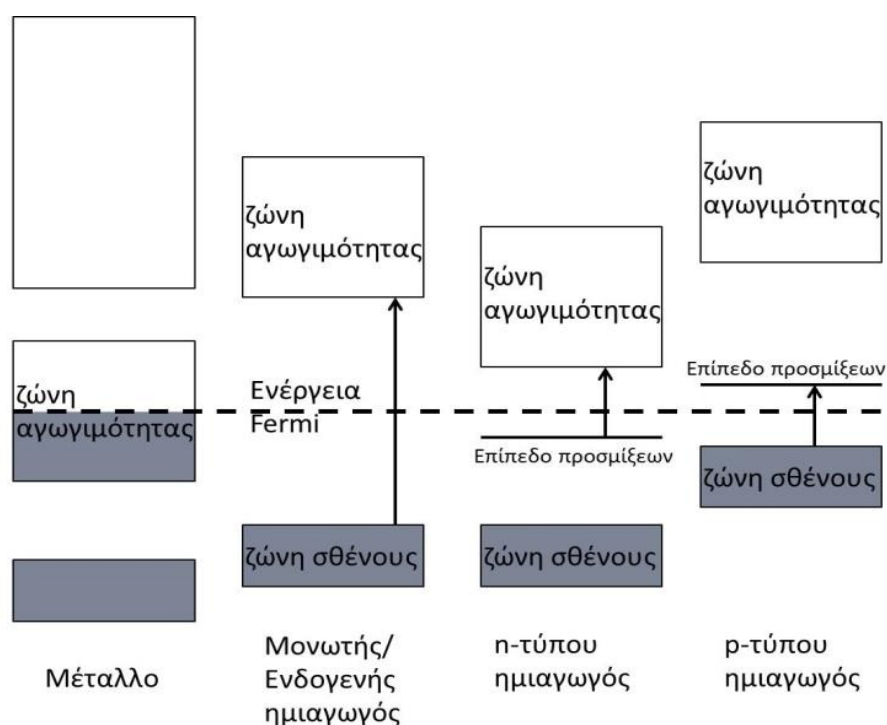 ζώνη
αγωγιμότητας
ζώνη
αγωγιμότητας
ζώνη
αγωγιμότητας
ζώνη
αγωγιμότητας
Επίπεδο προσμίξεων
Ενέργεια
Fermi
Επίπεδο προσμίξεων
ζώνη σθένους
ζώνη σθένους
ζώνη σθένους
Μέταλλο
Μονωτής/
Ενδογενής
ημιαγωγός
n-τύπου
ημιαγωγός
p-τύπου
ημιαγωγός